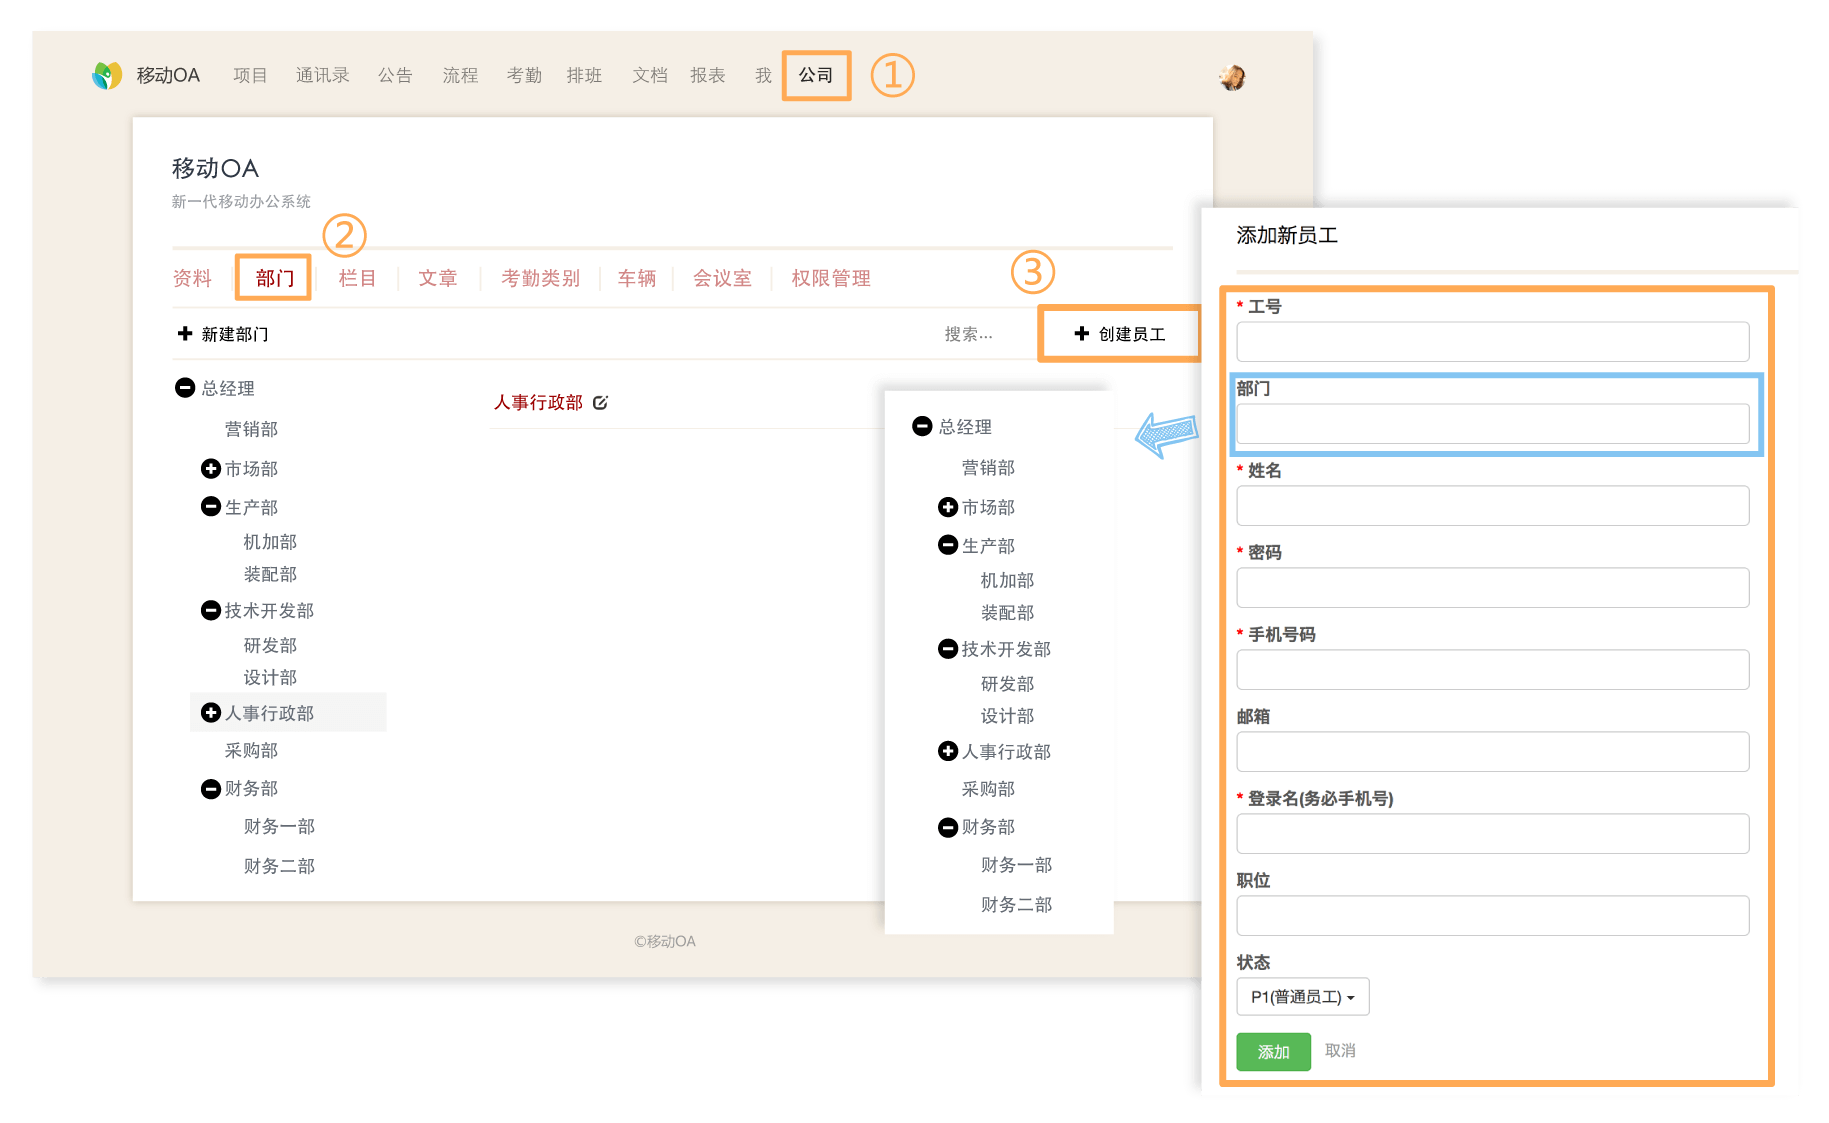 移动OA 项目 通讯录 公告 流程 考勤 排班 文档 报表 我 公司 ①
移动OA
新一代移动办公系统
②
资料 部门 栏目 文章 考勤类别 车辆 会议室 权限管理
③
新建部门 搜索... 创建员工
总经理
营销部
市场部
生产部
机加部
装配部
技术开发部
研发部
设计部
人事行政部
采购部
财务部
财务一部
财务二部
人事行政部
总经理
营销部
市场部
生产部
机加部
装配部
技术开发部
研发部
设计部
人事行政部
采购部
财务部
财务一部
财务二部
©移动OA
添加新员工
* 工号
部门
* 姓名
* 密码
* 手机号码
邮箱
* 登录名(务必手机号)
职位
状态
P1(普通员工)
添加 取消